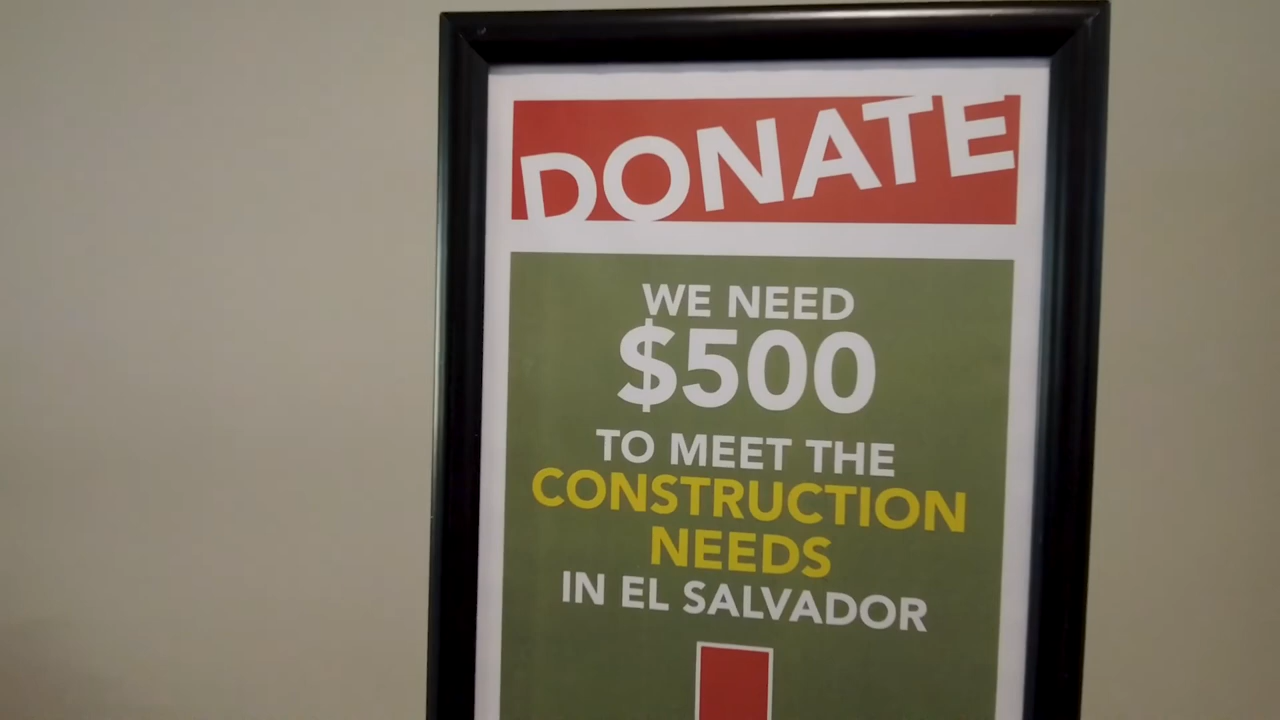 DONATE
WE NEED
$500
TO MEET THE
CONSTRUCTION
NEEDS
IN EL SALVADOR